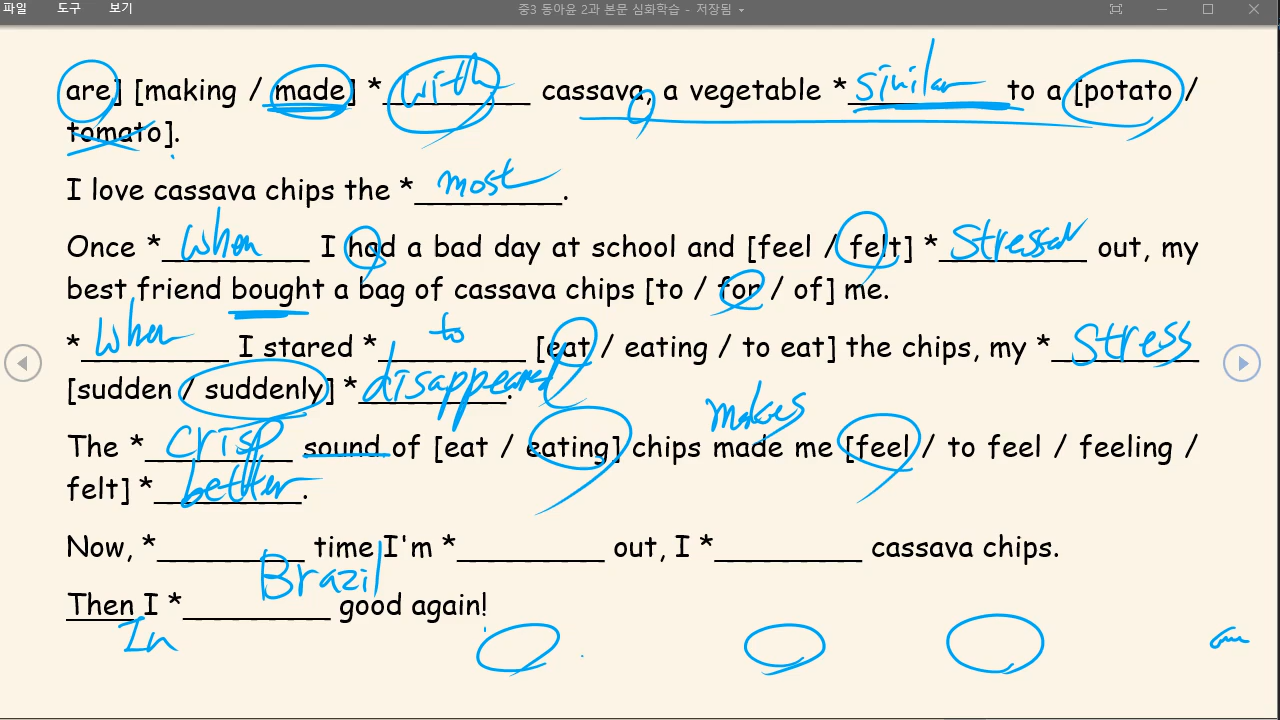 파일 도구 보기 중3 동아윤 2과 본문 심화학습 - 저장됨
are] [making / made] *with cassava, a vegetable *similar to a [potato /
tomato].
I love cassava chips the *most.
Once *when I had a bad day at school and [feel / felt] *stressed out, my
best friend bought a bag of cassava chips [to / for / of] me.
*When I stared *to [eat / eating / to eat] the chips, my *stress
[sudden / suddenly] *disappeared.
makes
The *crisp sound of [eat / eating] chips made me [feel / to feel / feeling /
felt] *better.
Now, *_________ time I'm *_________ out, I *_________ cassava chips.
Brazil
Then I *_________ good again!
In